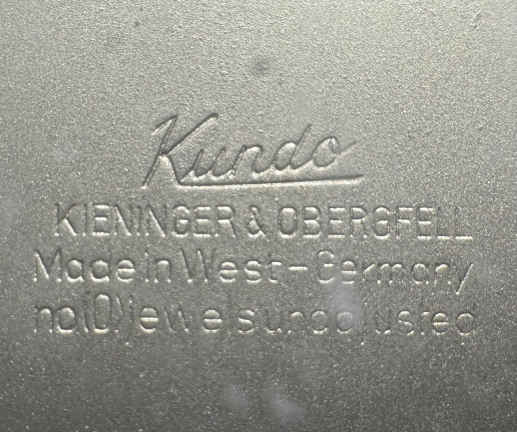 Kundo
KIENINGER & OBERGFELL
Made in West-Germany
no (0) jewels unadjusted